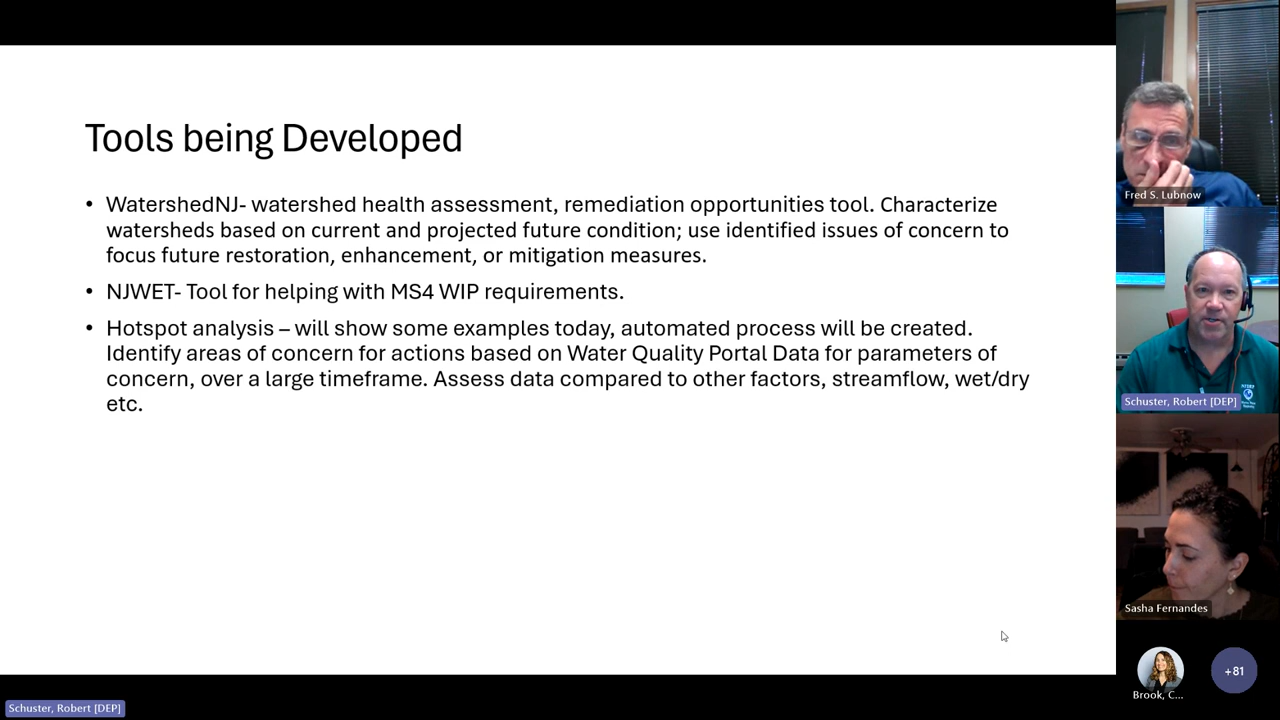 Tools being Developed
• WatershedNJ- watershed health assessment, remediation opportunities tool. Characterize
watersheds based on current and projected future condition; use identified issues of concern to
focus future restoration, enhancement, or mitigation measures.
• NJWET- Tool for helping with MS4 WIP requirements.
• Hotspot analysis – will show some examples today, automated process will be created.
Identify areas of concern for actions based on Water Quality Portal Data for parameters of
concern, over a large timeframe. Assess data compared to other factors, streamflow, wet/dry
etc.
Fred S. Lubnow
Schuster, Robert [DEP]
Sasha Fernandes
Brook, C...
+81
Schuster, Robert [DEP]